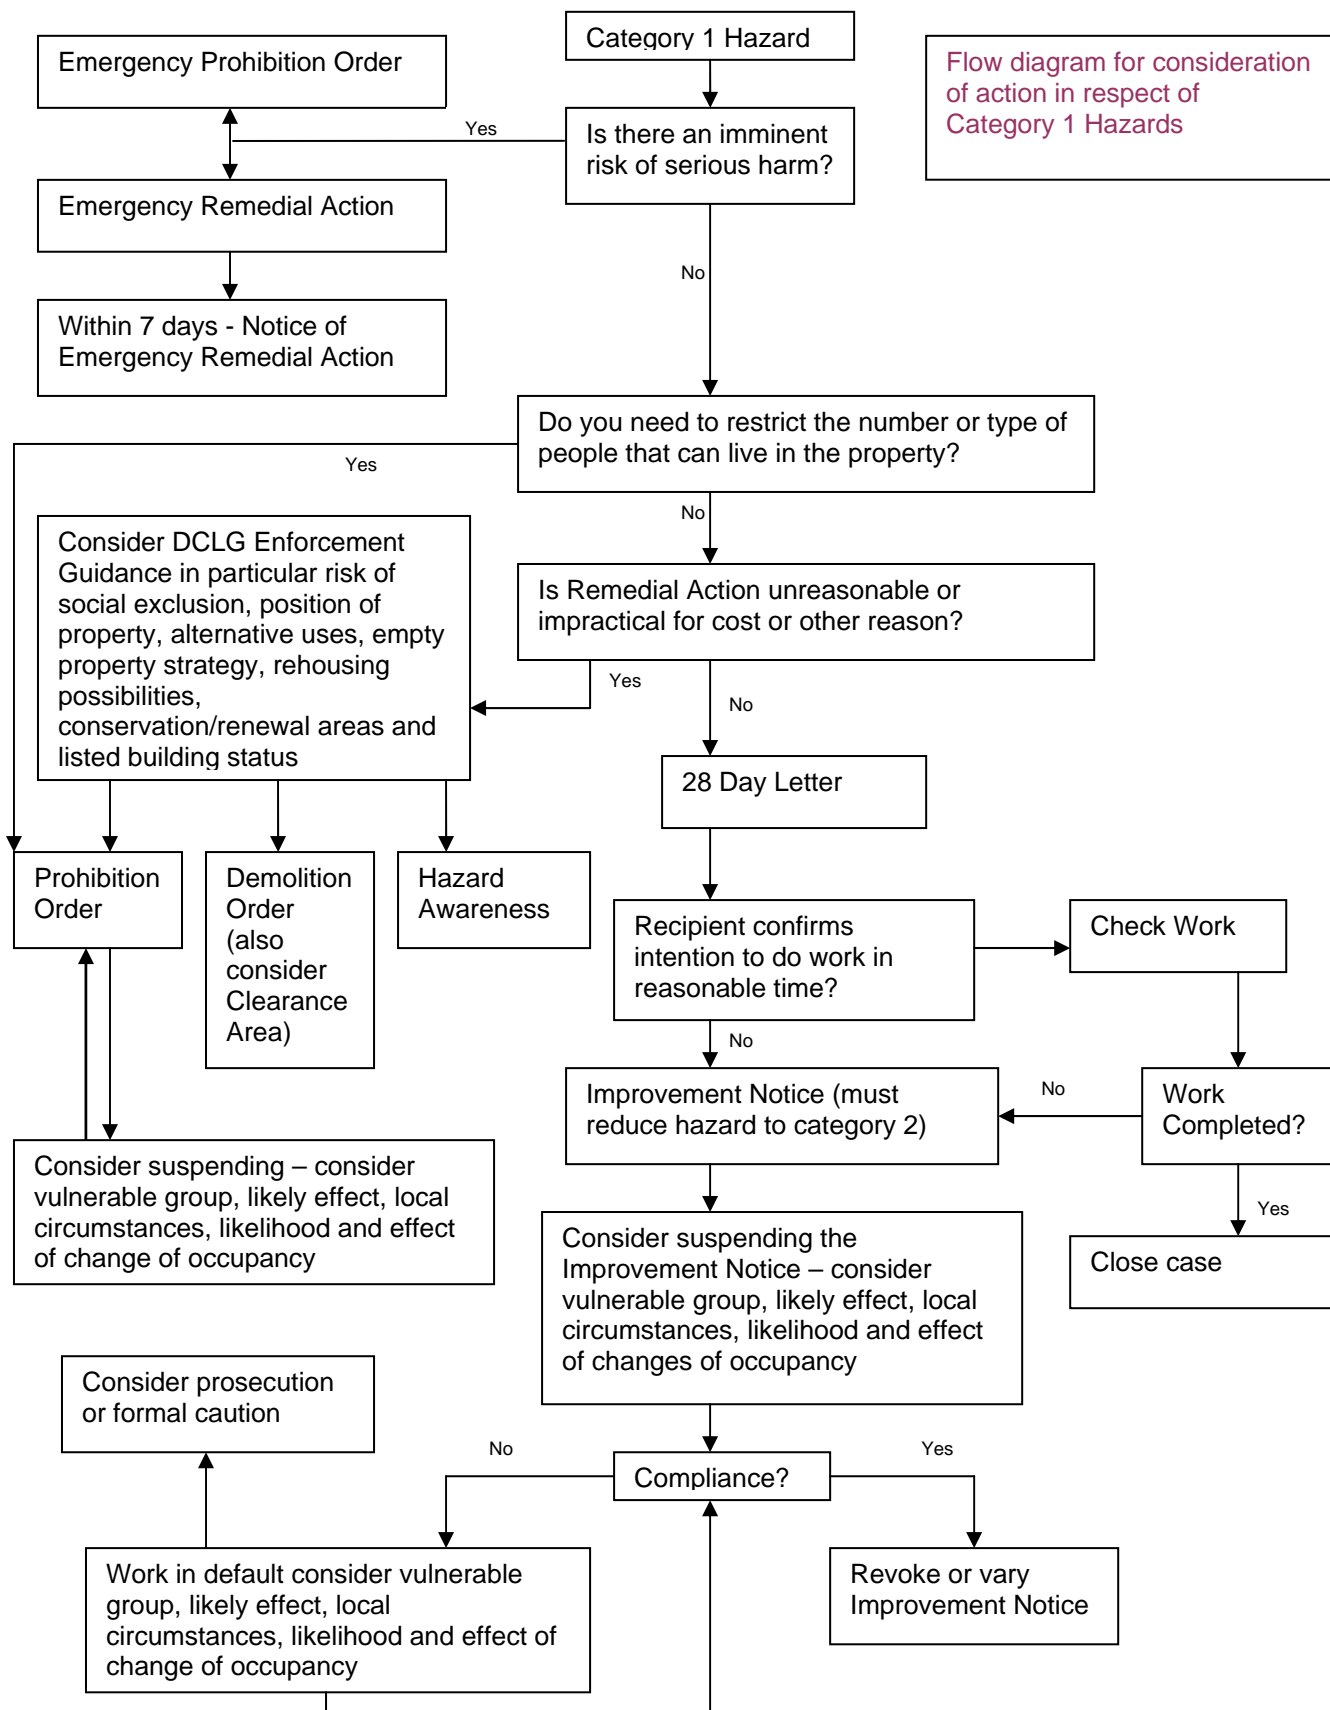 Category 1 Hazard
Emergency Prohibition Order
Flow diagram for consideration
of action in respect of
Category 1 Hazards
Yes
Is there an imminent
risk of serious harm?
Emergency Remedial Action
No
Within 7 days - Notice of
Emergency Remedial Action
Do you need to restrict the number or type of
people that can live in the property?
Yes
No
Consider DCLG Enforcement
Guidance in particular risk of
social exclusion, position of
property, alternative uses, empty
property strategy, rehousing
possibilities,
conservation/renewal areas and
listed building status
Is Remedial Action unreasonable or
impractical for cost or other reason?
Yes
No
28 Day Letter
Prohibition
Order
Demolition
Order
(also
consider
Clearance
Area)
Hazard
Awareness
Recipient confirms
intention to do work in
reasonable time?
Check Work
No
Improvement Notice (must
reduce hazard to category 2)
No
Work
Completed?
Consider suspending – consider
vulnerable group, likely effect, local
circumstances, likelihood and effect
of change of occupancy
Yes
Consider suspending the
Improvement Notice – consider
vulnerable group, likely effect, local
circumstances, likelihood and effect
of changes of occupancy
Close case
Consider prosecution
or formal caution
No
Compliance?
Yes
Work in default consider vulnerable
group, likely effect, local
circumstances, likelihood and effect of
change of occupancy
Revoke or vary
Improvement Notice